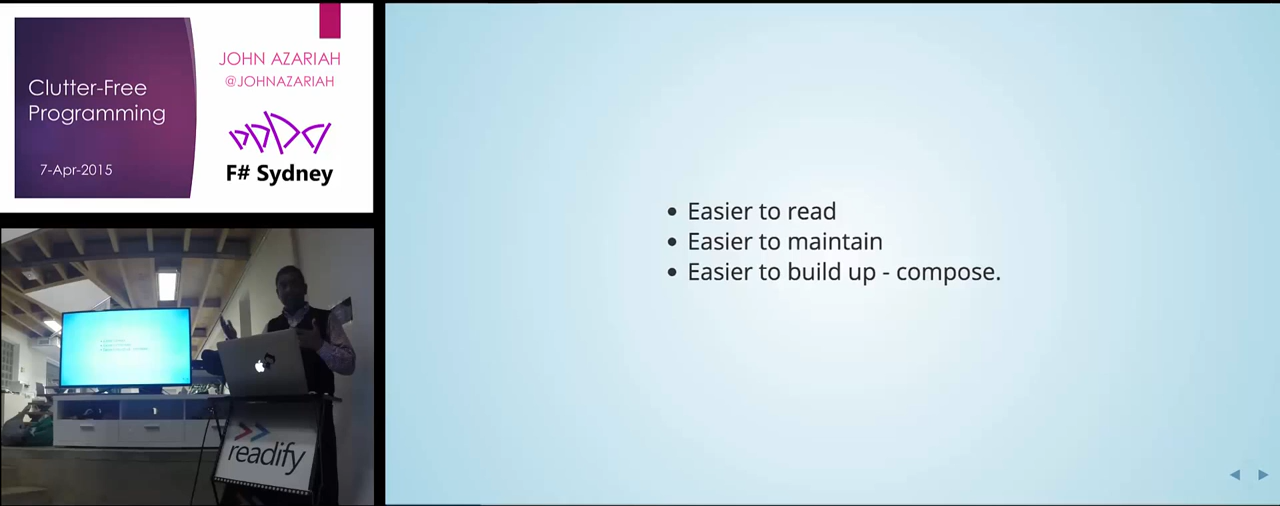 Clutter-Free
Programming
7-Apr-2015
JOHN AZARIAH
@JOHNAZARIAH
F# Sydney
readify
• Easier to read
• Easier to maintain
• Easier to build up - compose.